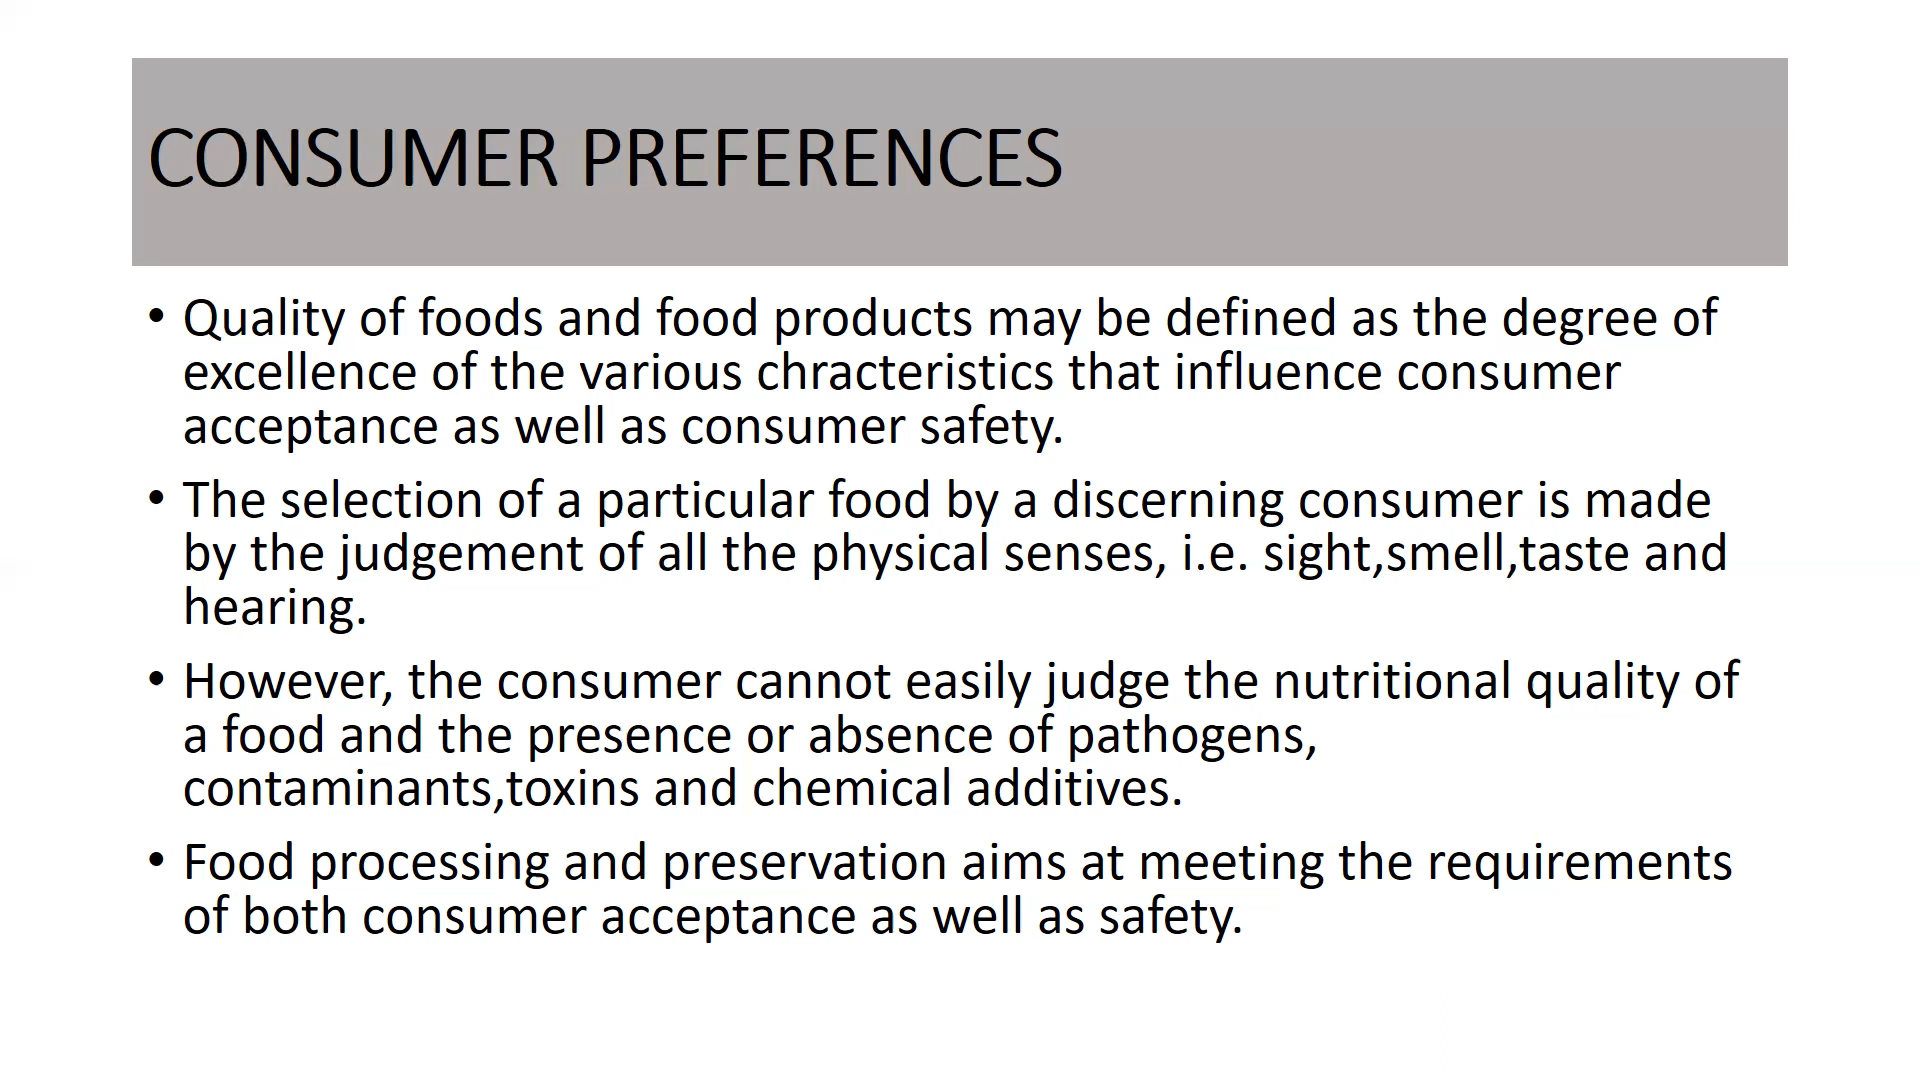 CONSUMER PREFERENCES
• Quality of foods and food products may be defined as the degree of
excellence of the various chracteristics that influence consumer
acceptance as well as consumer safety.
• The selection of a particular food by a discerning consumer is made
by the judgement of all the physical senses, i.e. sight,smell,taste and
hearing.
• However, the consumer cannot easily judge the nutritional quality of
a food and the presence or absence of pathogens,
contaminants,toxins and chemical additives.
• Food processing and preservation aims at meeting the requirements
of both consumer acceptance as well as safety.